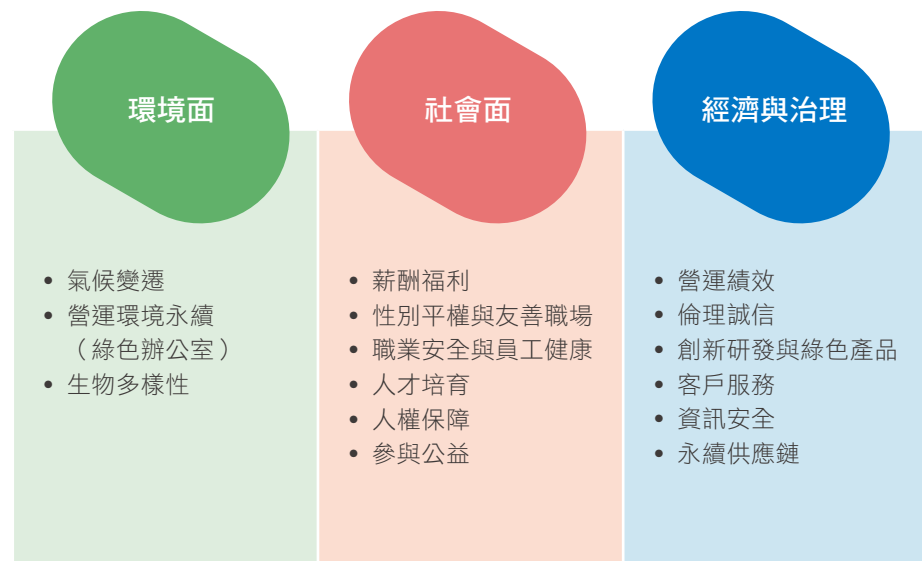 環境面
• 氣候變遷
• 營運環境永續
（綠色辦公室）
• 生物多樣性
社會面
• 薪酬福利
• 性別平權與友善職場
• 職業安全與員工健康
• 人才培育
• 人權保障
• 參與公益
經濟與治理
• 營運績效
• 倫理誠信
• 創新研發與綠色產品
• 客戶服務
• 資訊安全
• 永續供應鏈